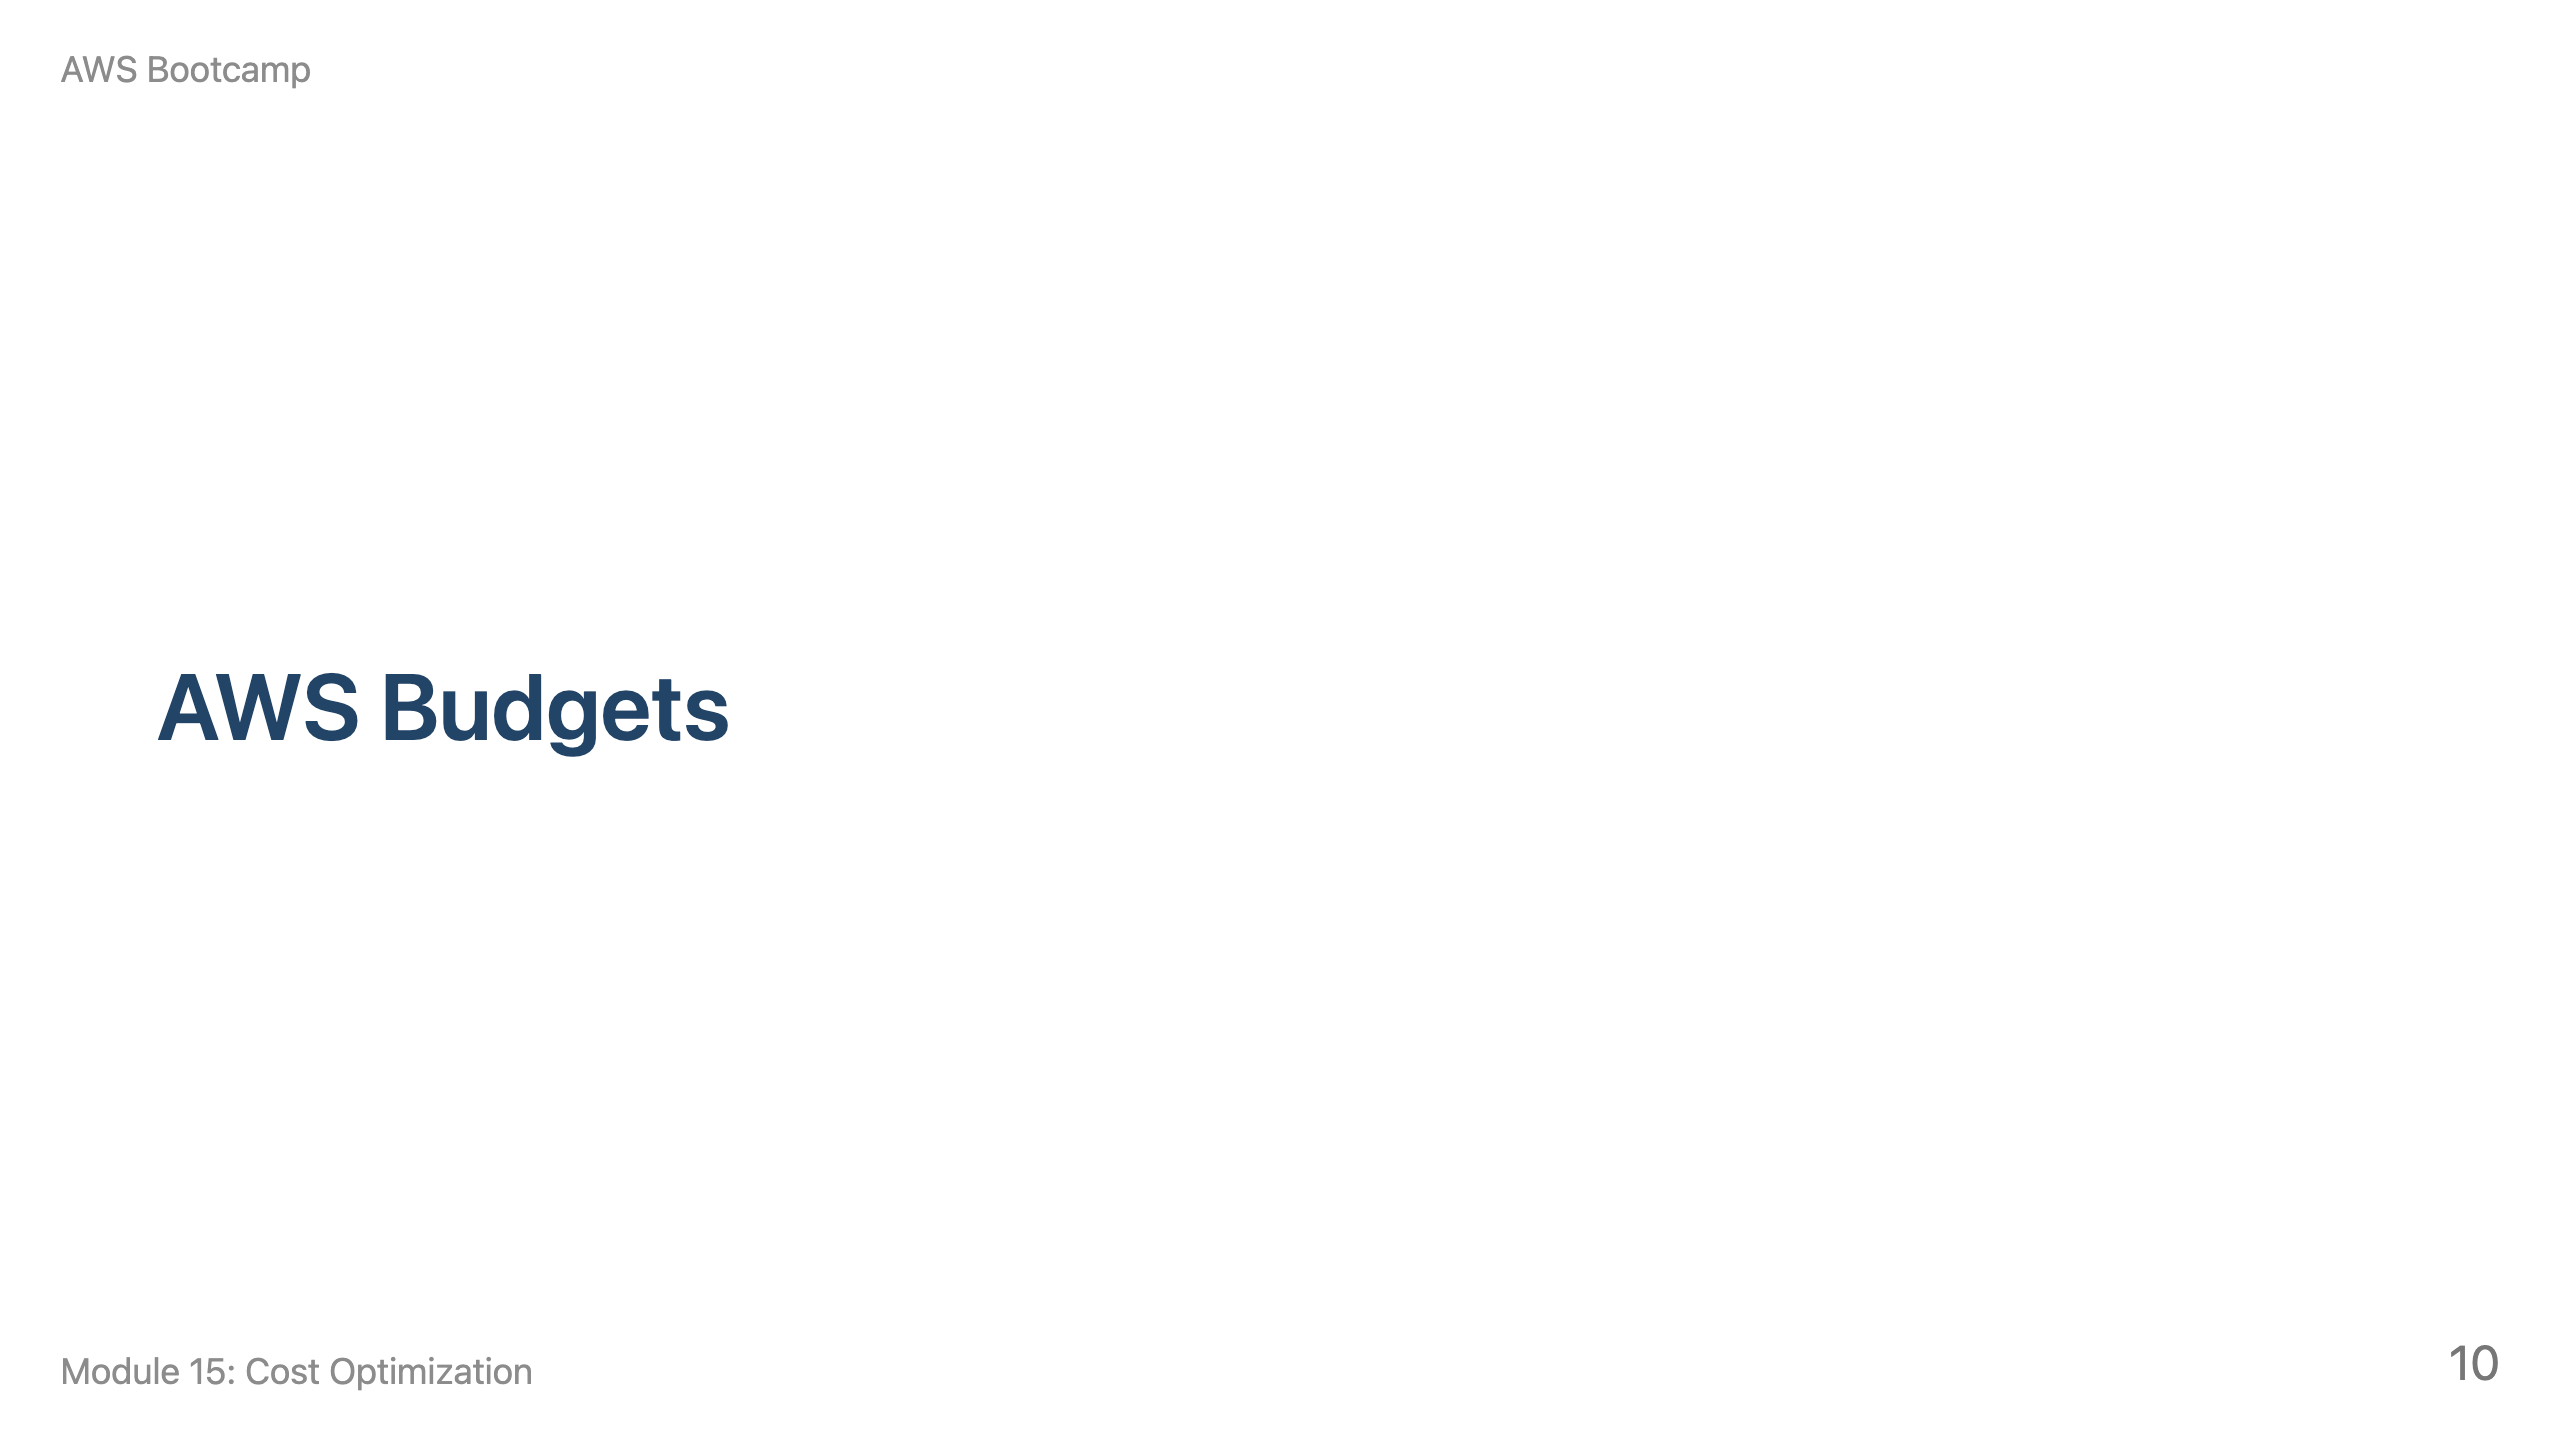 AWS Bootcamp
AWS Budgets
Module 15: Cost Optimization
10